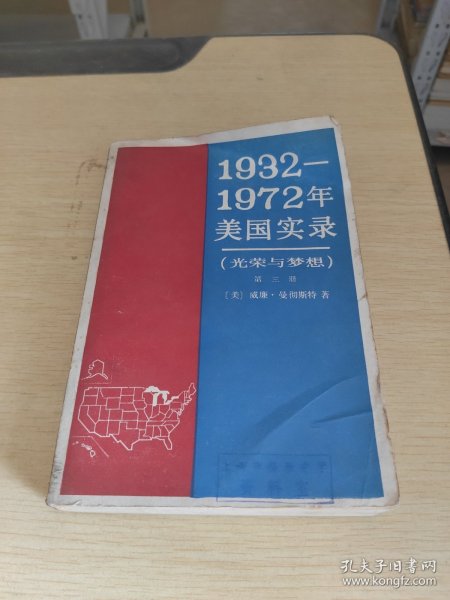 1932—
1972年
美国实录
(光荣与梦想)
第三册
〔美〕威廉·曼彻斯特 著
孔夫子旧书网
www.kongfz.com